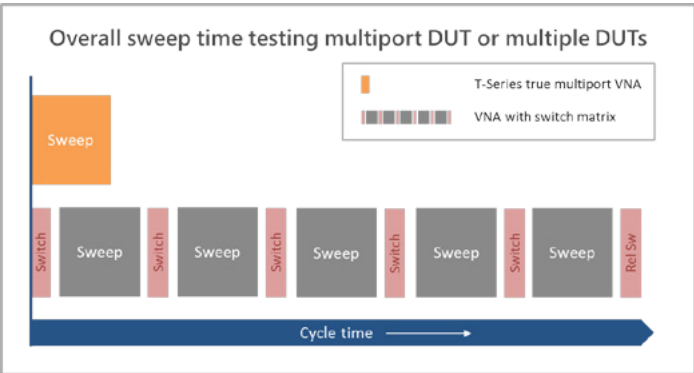 Overall sweep time testing multiport DUT or multiple DUTs
T-Series true multiport VNA
VNA with switch matrix
Sweep
Switch
Sweep
Switch
Sweep
Switch
Sweep
Switch
Sweep
Switch
Sweep
Rel Sw
Cycle time